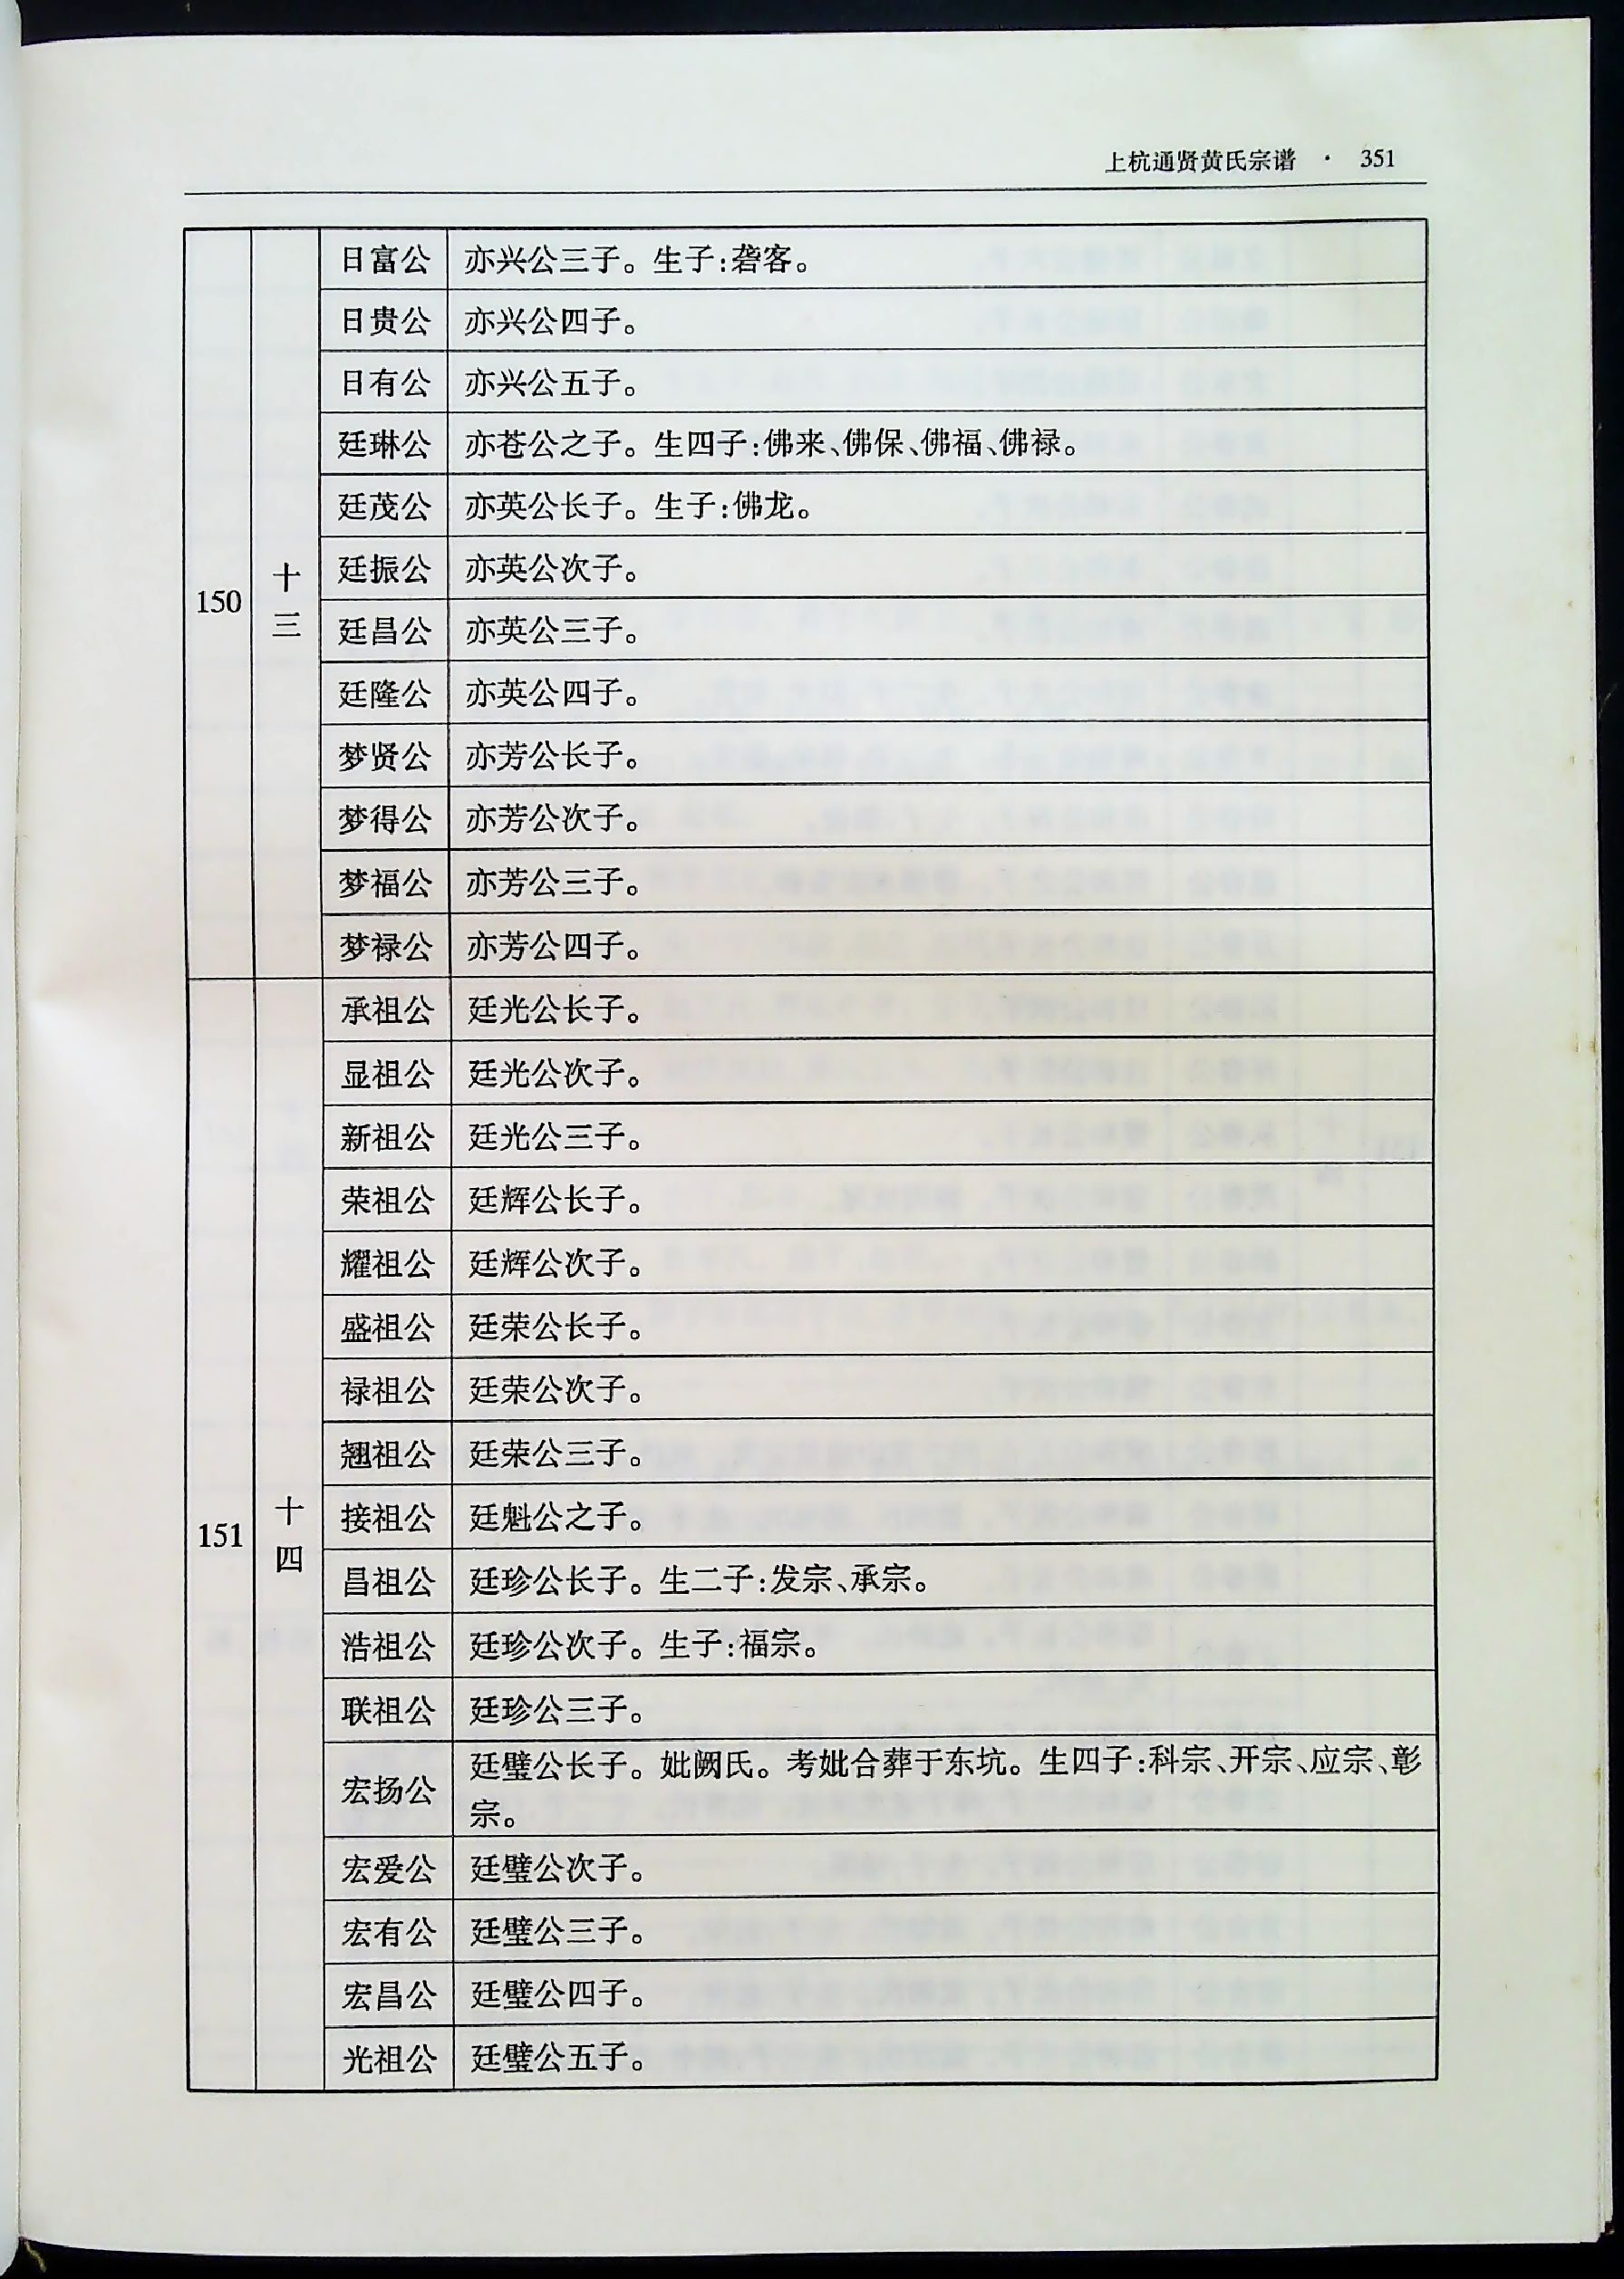 上杭通贤黄氏宗谱 · 351
150
十三
日富公 亦兴公三子。生子:砻客。
日贵公 亦兴公四子。
日有公 亦兴公五子。
廷琳公 亦苍公之子。生四子:佛来、佛保、佛福、佛禄。
廷茂公 亦英公长子。生子:佛龙。
廷振公 亦英公次子。
廷昌公 亦英公三子。
廷隆公 亦英公四子。
梦贤公 亦芳公长子。
梦得公 亦芳公次子。
梦福公 亦芳公三子。
梦禄公 亦芳公四子。
151
十四
承祖公 廷光公长子。
显祖公 廷光公次子。
新祖公 廷光公三子。
荣祖公 廷辉公长子。
耀祖公 廷辉公次子。
盛祖公 廷荣公长子。
禄祖公 廷荣公次子。
翘祖公 廷荣公三子。
接祖公 廷魁公之子。
昌祖公 廷珍公长子。生二子:发宗、承宗。
浩祖公 廷珍公次子。生子:福宗。
联祖公 廷珍公三子。
宏扬公 廷璧公长子。妣阙氏。考妣合葬于东坑。生四子:科宗、开宗、应宗、彰
宗。
宏爱公 廷璧公次子。
宏有公 廷璧公三子。
宏昌公 廷璧公四子。
光祖公 廷璧公五子。